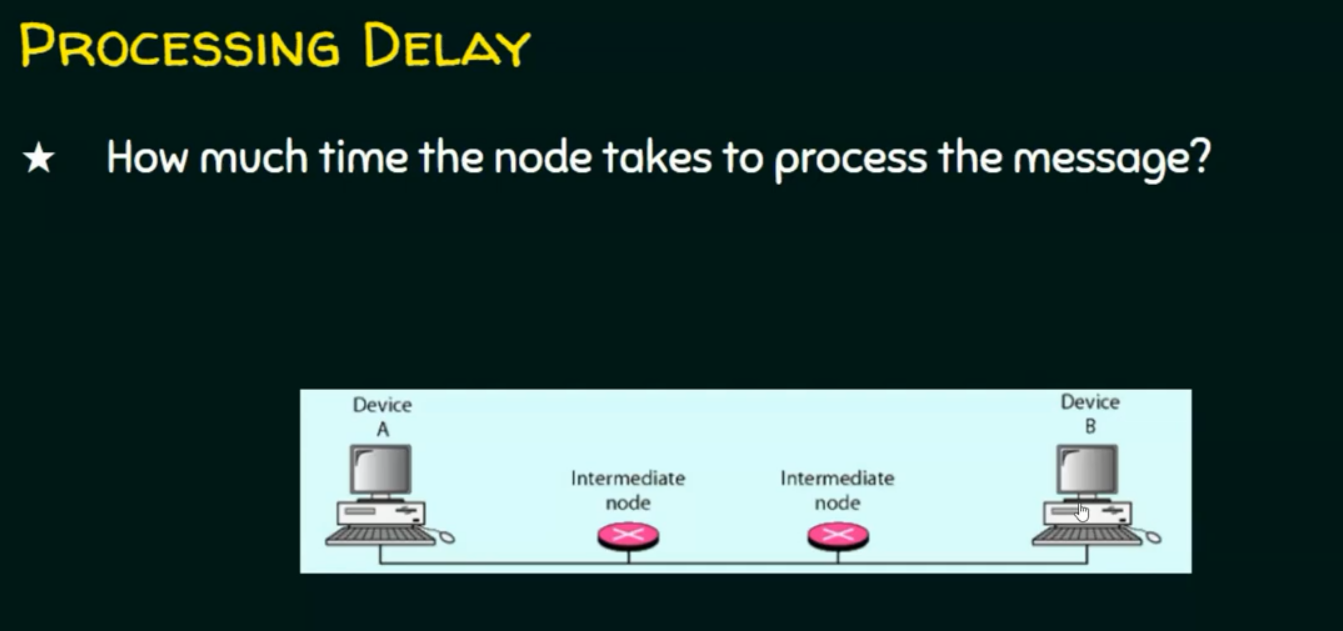 PROCESSING DELAY
★ How much time the node takes to process the message?
Device
A
Device
B
Intermediate
node
Intermediate
node